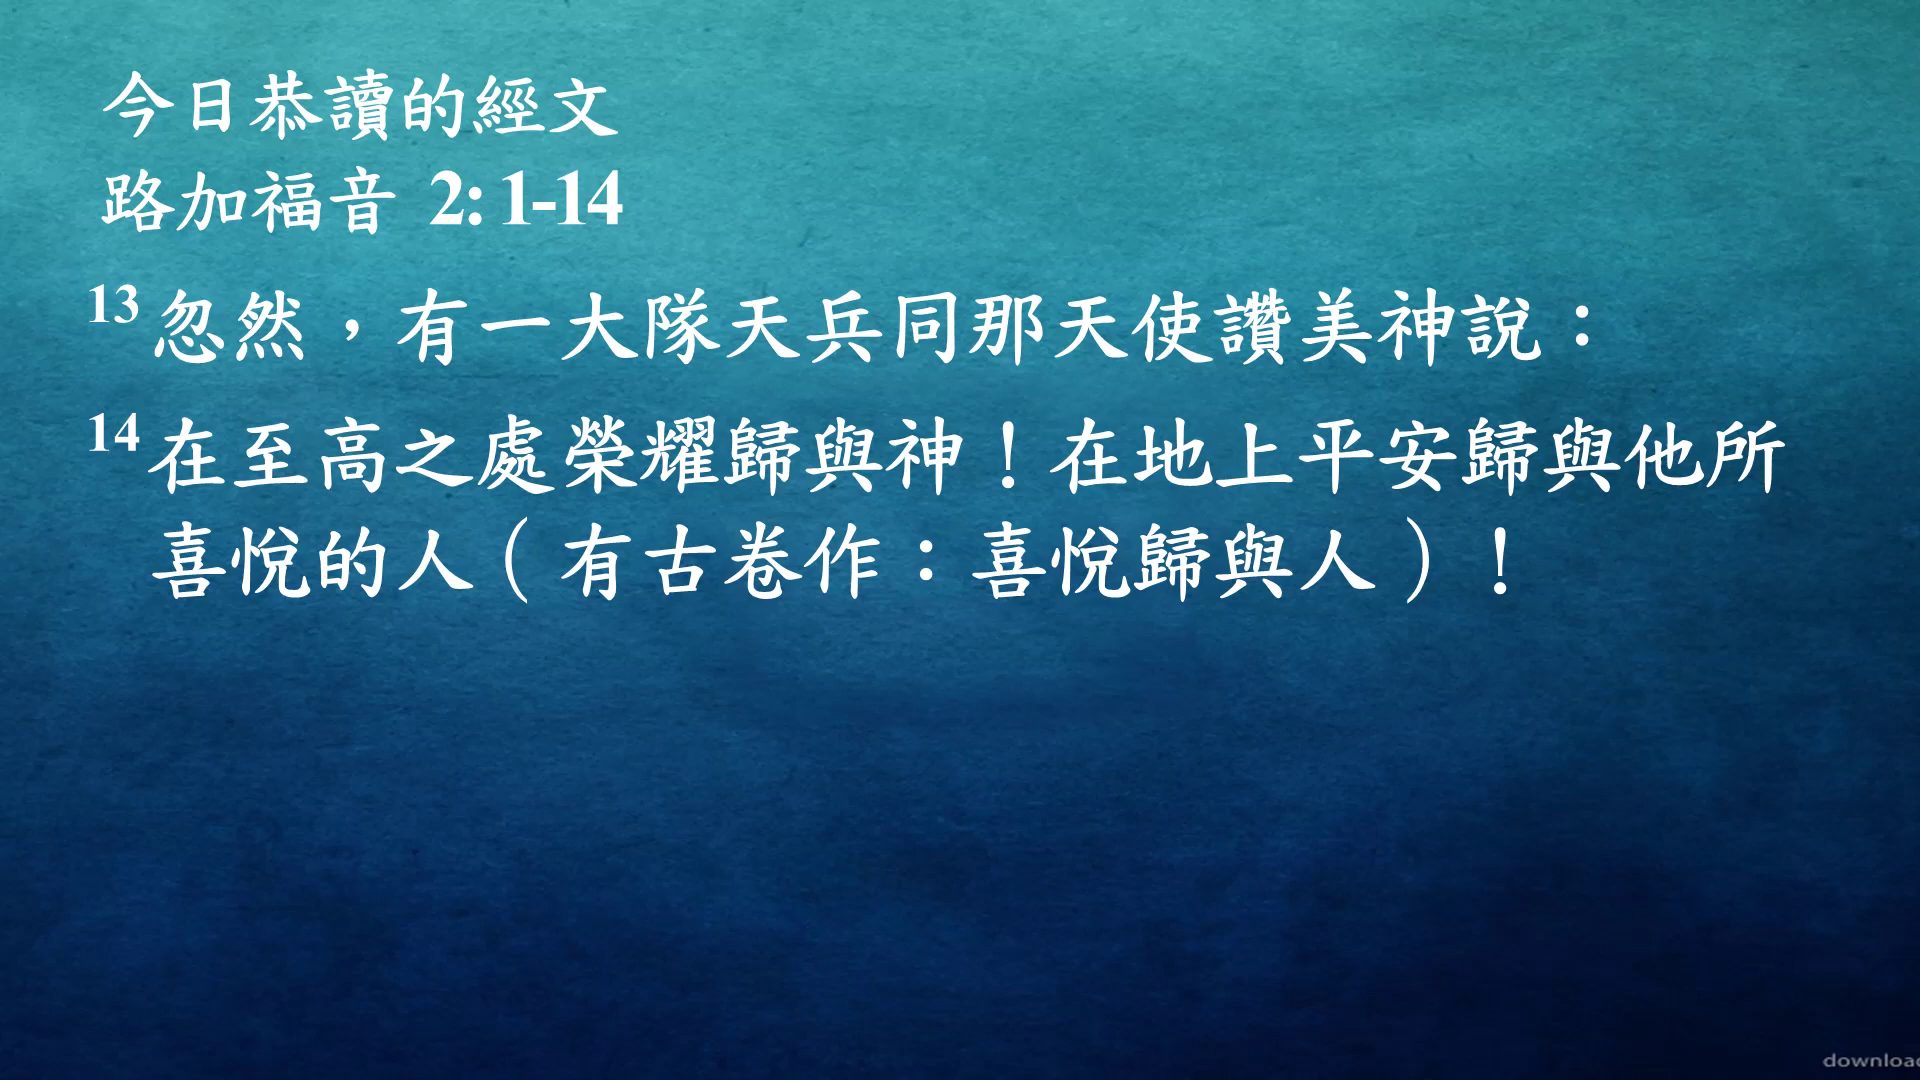 今日恭讀的經文
路加福音 2: 1-14
13 忽然，有一大隊天兵同那天使讚美神說：
14 在至高之處榮耀歸與神！在地上平安歸與他所
喜悅的人（有古卷作：喜悅歸與人）！
downloac